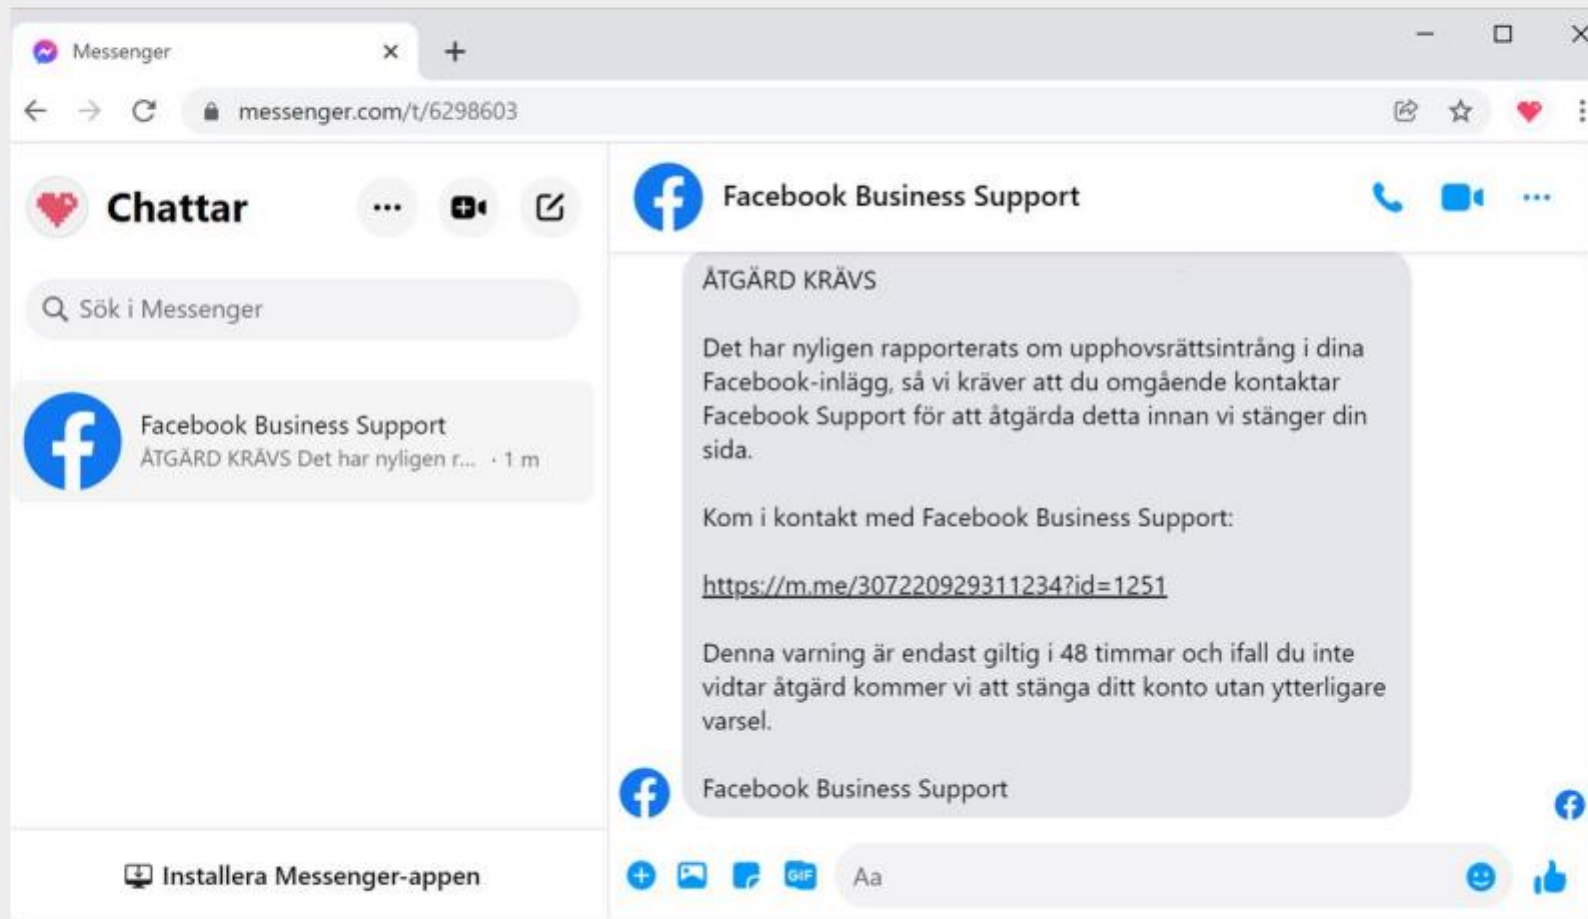 Messenger
messenger.com/t/6298603
Chattar
Sök i Messenger
Facebook Business Support
ÅTGÄRD KRÄVS Det har nyligen r... · 1 m
Installera Messenger-appen
Facebook Business Support
ÅTGÄRD KRÄVS
Det har nyligen rapporterats om upphovsrättsintrång i dina
Facebook-inlägg, så vi kräver att du omgående kontaktar
Facebook Support för att åtgärda detta innan vi stänger din
sida.
Kom i kontakt med Facebook Business Support:
https://m.me/307220929311234?id=1251
Denna varning är endast giltig i 48 timmar och ifall du inte
vidtar åtgärd kommer vi att stänga ditt konto utan ytterligare
varsel.
Facebook Business Support
GIF
Aa